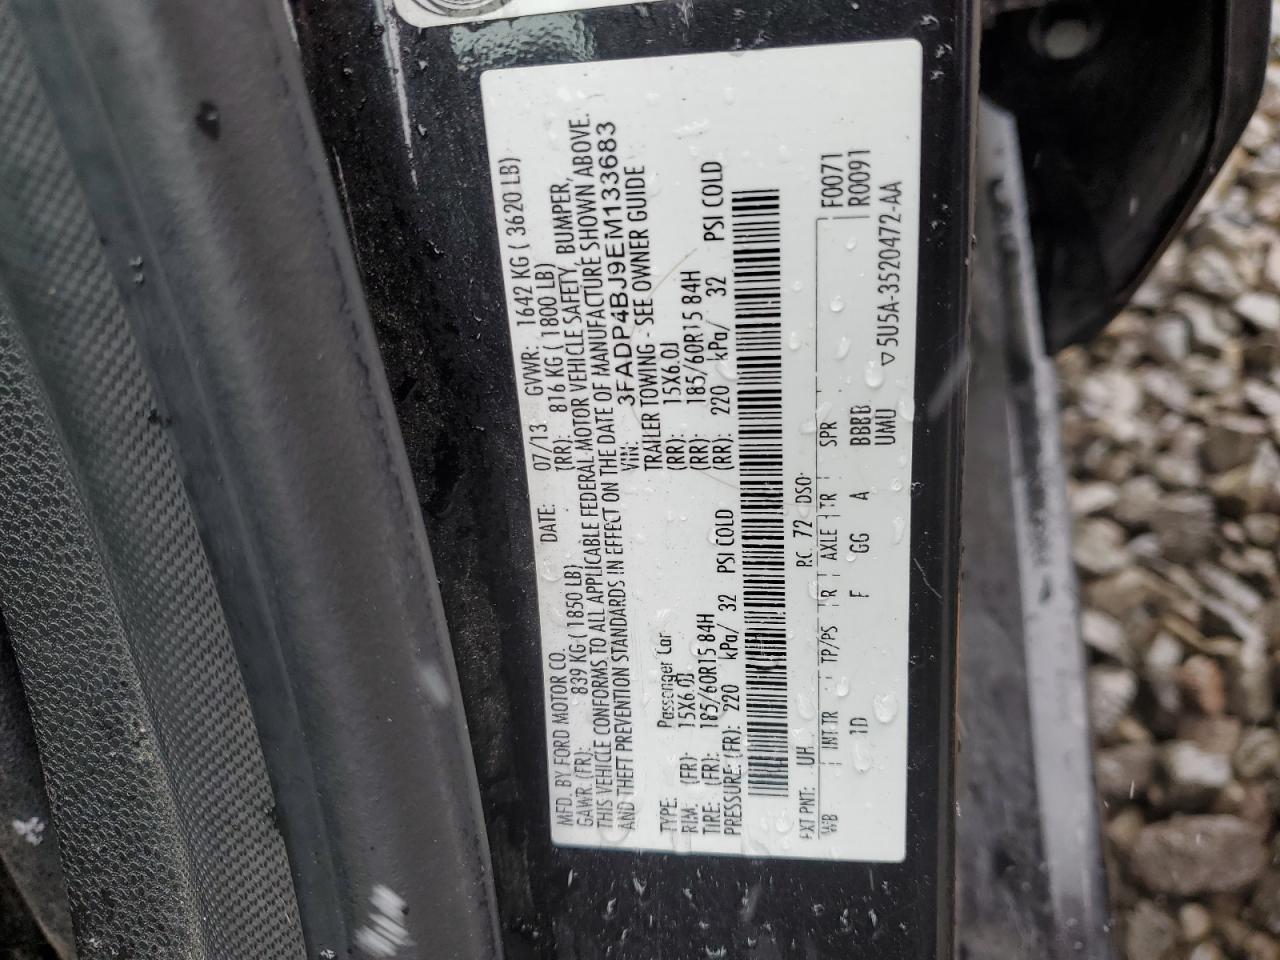 MFD. BY FORD MOTOR CO. DATE: 07/13 GVWR: 1642 KG ( 3620 LB)
GAWR: (FR): 839 KG ( 1850 LB) (RR): 816 KG ( 1800 LB)
THIS VEHICLE CONFORMS TO ALL APPLICABLE FEDERAL MOTOR VEHICLE SAFETY, BUMPER,
AND THEFT PREVENTION STANDARDS IN EFFECT ON THE DATE OF MANUFACTURE SHOWN ABOVE.
VIN: 3FADP4BJ9EM133683
TYPE: Passenger Car TRAILER TOWING - SEE OWNER GUIDE
RIM: (FR): 15X6.0J (RR): 15X6.0J
TIRE: (FR): 185/60R15 84H (RR): 185/60R15 84H
PRESSURE: (FR): 220 kPa/ 32 PSI COLD (RR): 220 kPa/ 32 PSI COLD
EXT PNT: UH RC: 72 DSO: F0071
WB INT TR TP/PS R AXLE TR SPR R0091
1D F GG A BBBB
UMU
▽ 5U5A-3520472-AA